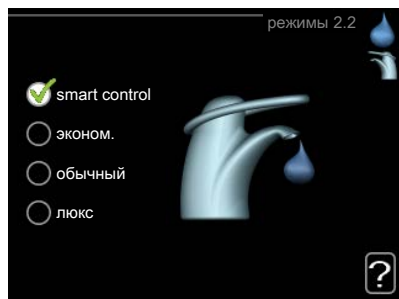 режимы 2.2
smart control
эконом.
обычный
люкс
?